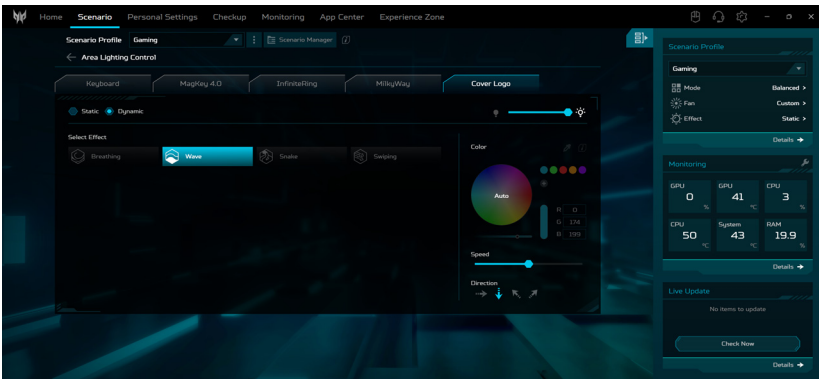 Home Scenario Personal Settings Checkup Monitoring App Center Experience Zone
Scenario Profile Gaming Scenario Manager
Area Lighting Control
Keyboard MagKey 4.0 InfiniteRing MilkyWay Cover Logo
Static Dynamic
Select Effect
Breathing Wave Snake Swiping
Color
Auto
R 0
G 174
B 199
Speed
Direction
Scenario Profile
Gaming
Mode Balanced >
Fan Custom >
Effect Static >
Details
Monitoring
GPU GPU CPU
0 41 3
% °C %
CPU System RAM
50 43 19.9
°C °C %
Details
Live Update
No items to update
Check Now
Details